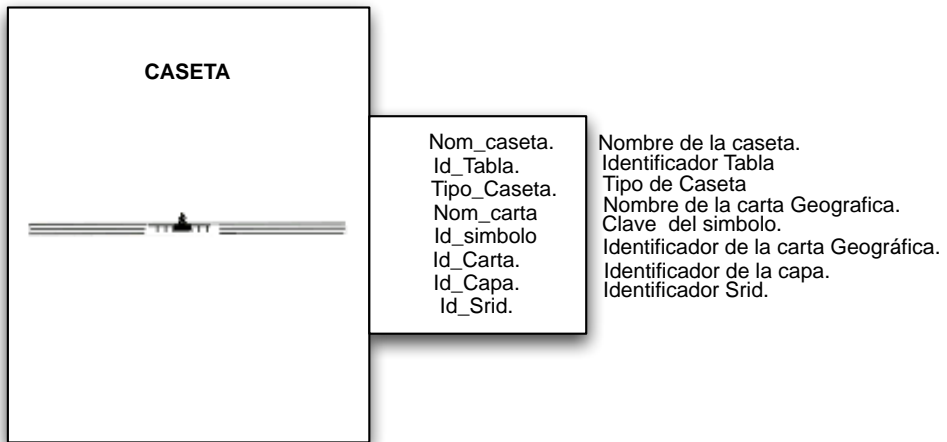 CASETA
Nom_caseta.
Id_Tabla.
Tipo_Caseta.
Nom_carta
Id_simbolo
Id_Carta.
Id_Capa.
Id_Srid.
Nombre de la caseta.
Identificador Tabla
Tipo de Caseta
Nombre de la carta Geografica.
Clave  del simbolo.
Identificador de la carta Geográfica.
Identificador de la capa.
Identificador Srid.